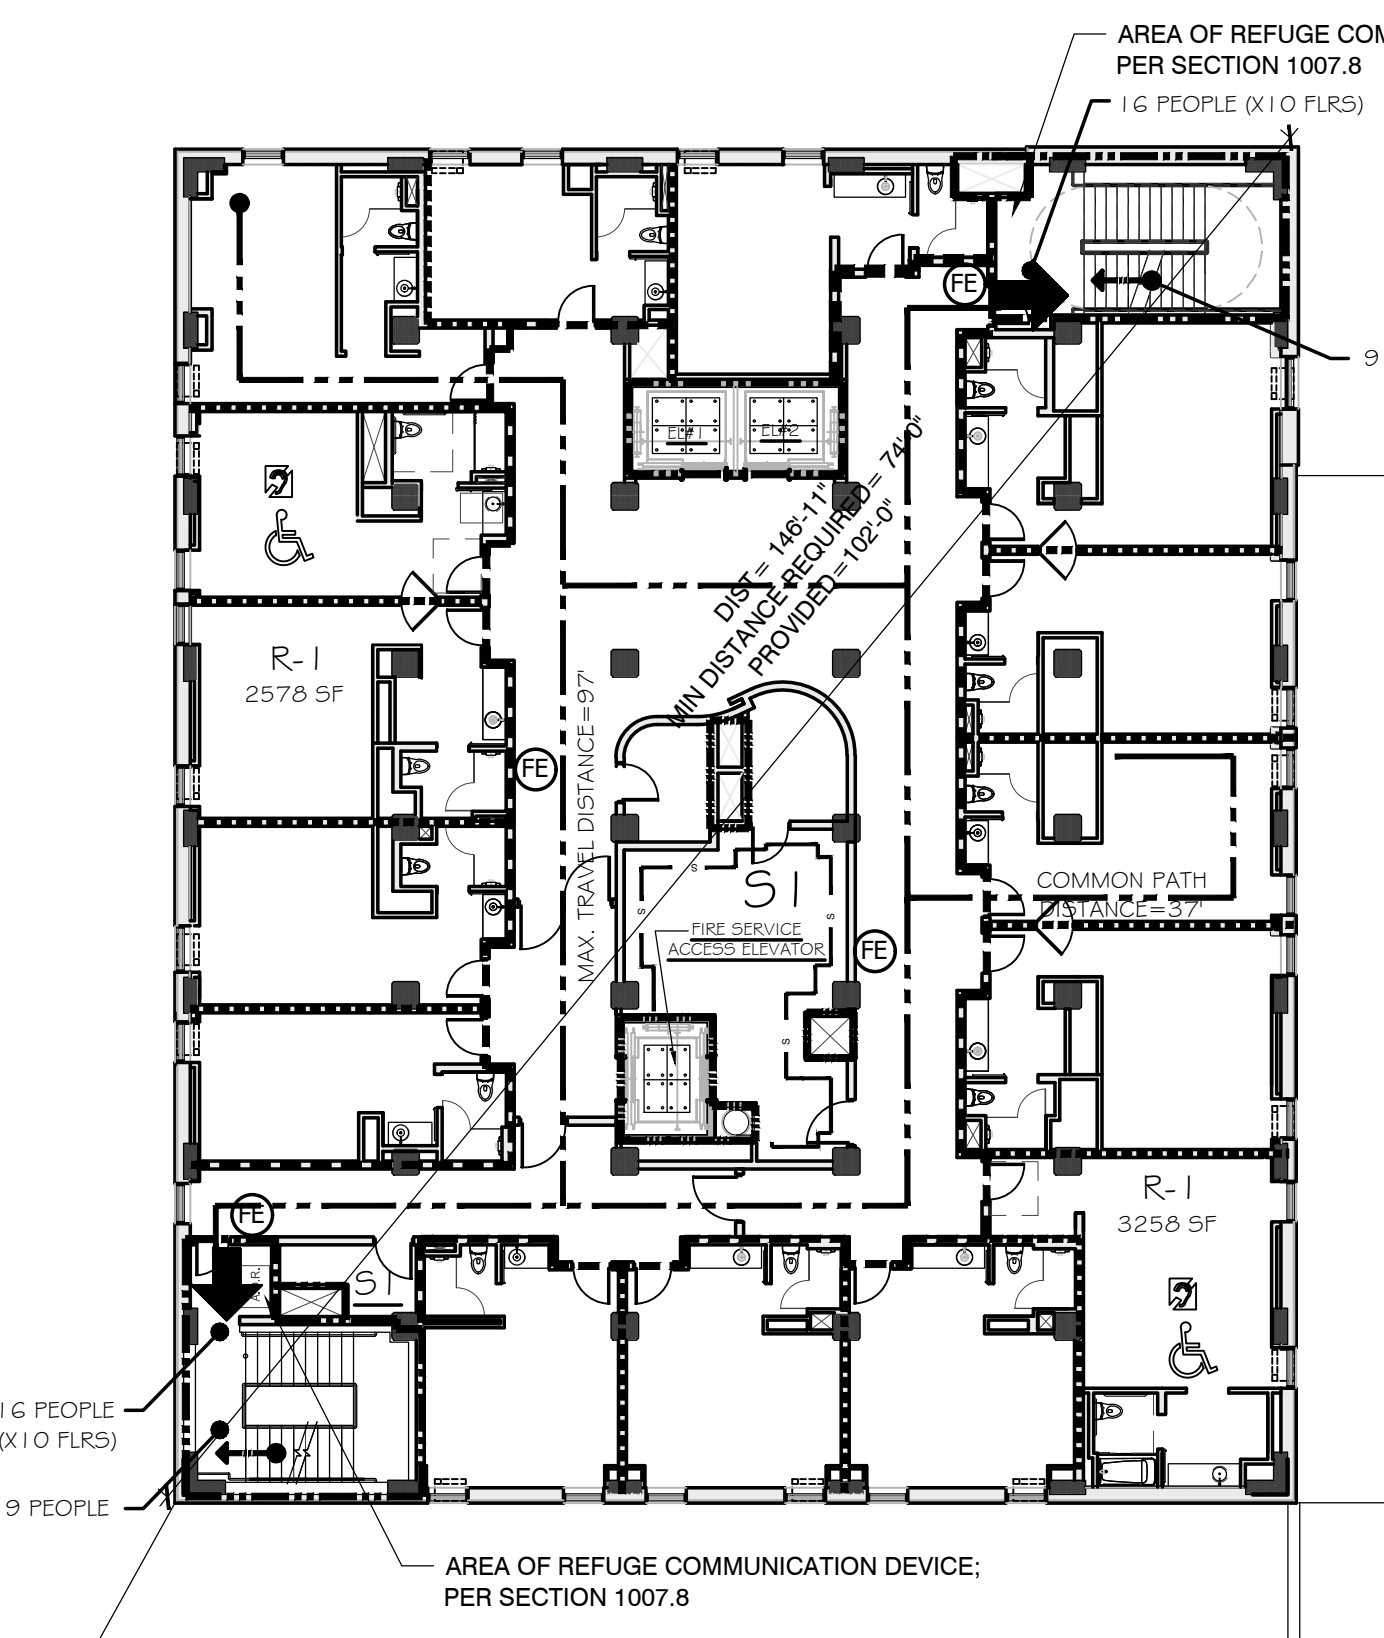 AREA OF REFUGE COM
PER SECTION 1007.8
16 PEOPLE (X10 FLRS)
FE
9
EL#1
EL#2
DIST= 146'-11"
MIN DISTANCE REQUIRED= 74'-0"
PROVIDED=102'-0"
R-1
2578 SF
FE
MAX. TRAVEL DISTANCE=97'
S1
S
S
S
S
FIRE SERVICE
ACCESS ELEVATOR
FE
COMMON PATH
DISTANCE=37'
R-1
3258 SF
FE
A.O.R.
S1
16 PEOPLE
(X10 FLRS)
9 PEOPLE
AREA OF REFUGE COMMUNICATION DEVICE;
PER SECTION 1007.8